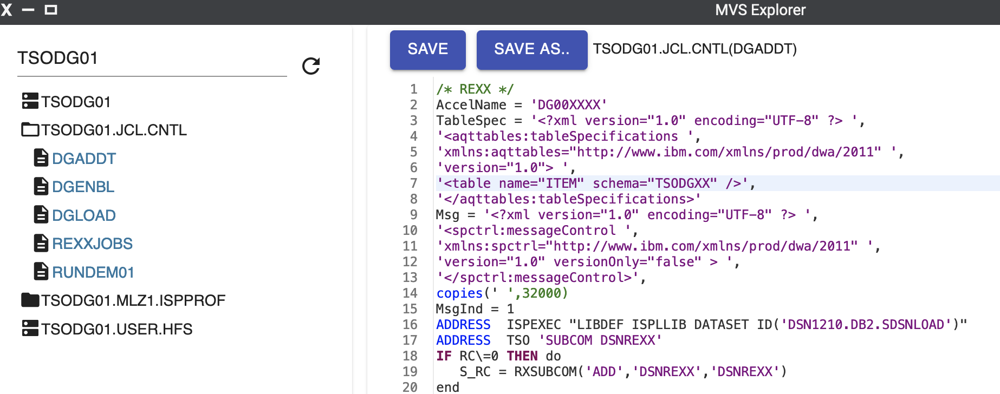 X
MVS Explorer
TSODG01
TSODG01
TSODG01.JCL.CNTL
DGADDT
DGENBL
DGLOAD
REXXJOBS
RUNDEM01
TSODG01.MLZ1.ISPPROF
TSODG01.USER.HFS
SAVE SAVE AS.. TSODG01.JCL.CNTL(DGADDT)
1 /* REXX */
2 AccelName = 'DG00XXXX'
3 TableSpec = '<?xml version="1.0" encoding="UTF-8" ?> ',
4 '<aqttables:tableSpecifications ',
5 'xmlns:aqttables="http://www.ibm.com/xmlns/prod/dwa/2011" ',
6 'version="1.0"> ',
7 '<table name="ITEM" schema="TSODGXX" />',
8 '</aqttables:tableSpecifications>'
9 Msg = '<?xml version="1.0" encoding="UTF-8" ?> ',
10 '<spctrl:messageControl ',
11 'xmlns:spctrl="http://www.ibm.com/xmlns/prod/dwa/2011" ',
12 'version="1.0" versionOnly="false" > ',
13 '</spctrl:messageControl>',
14 copies(' ',32000)
15 MsgInd = 1
16 ADDRESS  ISPEXEC "LIBDEF ISPLLIB DATASET ID('DSN1210.DB2.SDSNLOAD')"
17 ADDRESS  TSO 'SUBCOM DSNREXX'
18 IF RC\=0 THEN do
19    S_RC = RXSUBCOM('ADD','DSNREXX','DSNREXX')
20 end